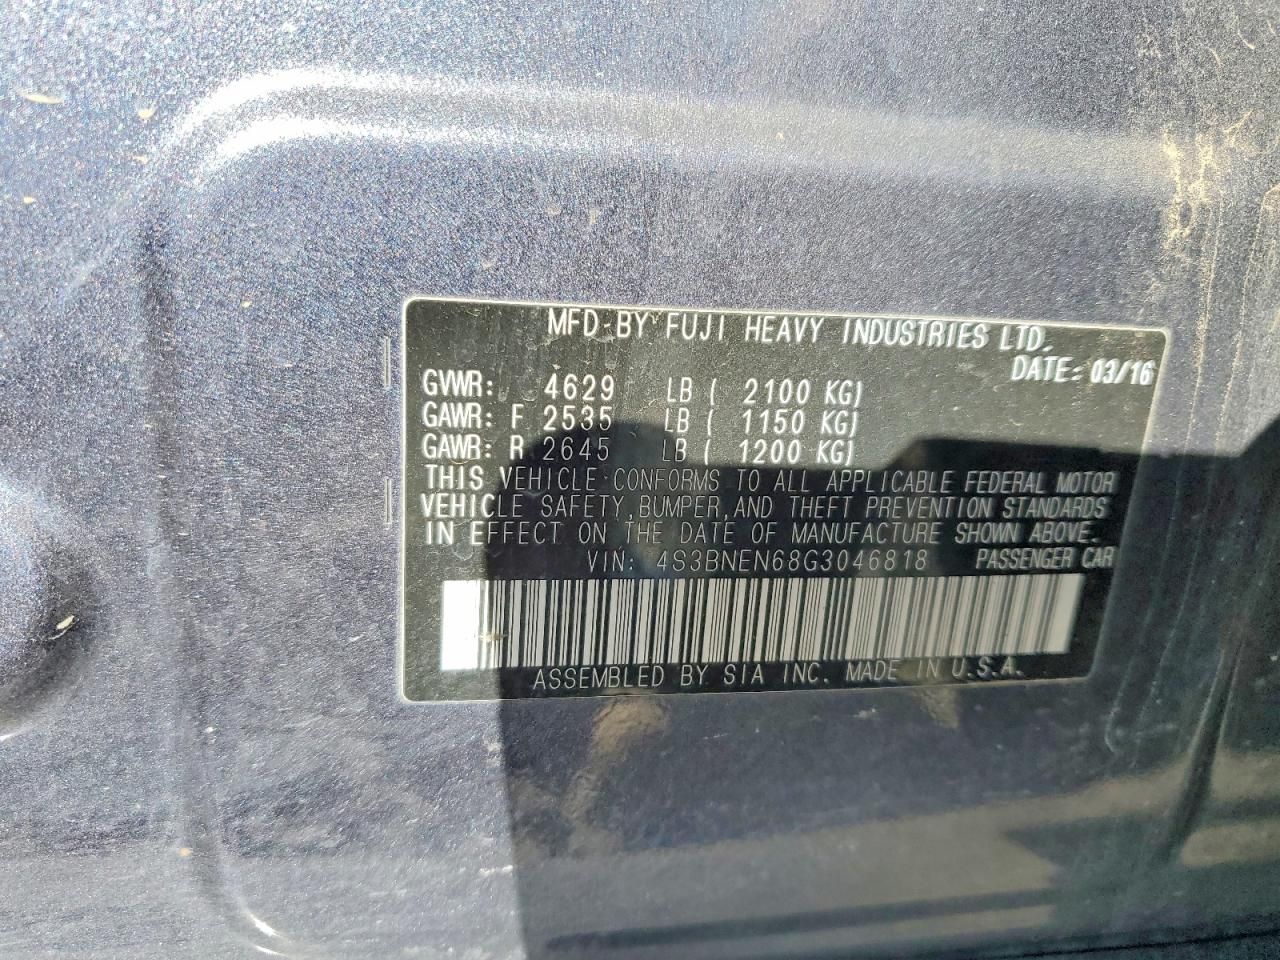 MFD-BY FUJI HEAVY INDUSTRIES LTD.
DATE: 03/16
GVWR: 4629 LB ( 2100 KG)
GAWR: F 2535 LB ( 1150 KG)
GAWR: R 2645 LB ( 1200 KG)
THIS VEHICLE CONFORMS TO ALL APPLICABLE FEDERAL MOTOR
VEHICLE SAFETY, BUMPER, AND THEFT PREVENTION STANDARDS
IN EFFECT ON THE DATE OF MANUFACTURE SHOWN ABOVE.
VIN: 4S3BNEN68G3046818 PASSENGER CAR
ASSEMBLED BY SIA INC. MADE IN U.S.A.